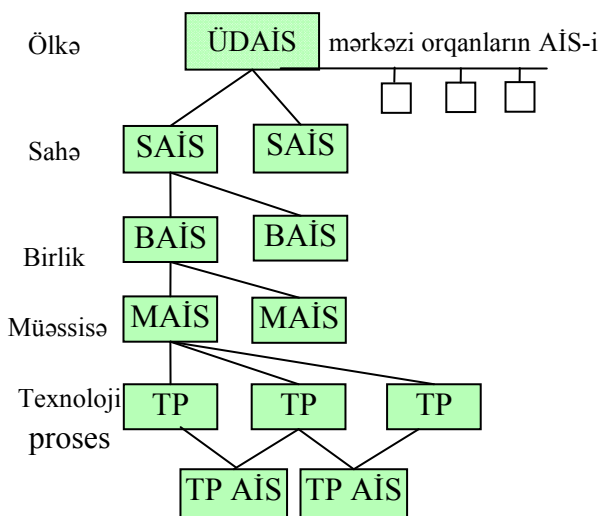 Ölkə
ÜDAİS
mərkəzi orqanların AİS-i
Sahə
SAİS
SAİS
Birlik
BAİS
BAİS
Müəssisə
MAİS
MAİS
Texnoloji
proses
TP
TP
TP
TP AİS
TP AİS